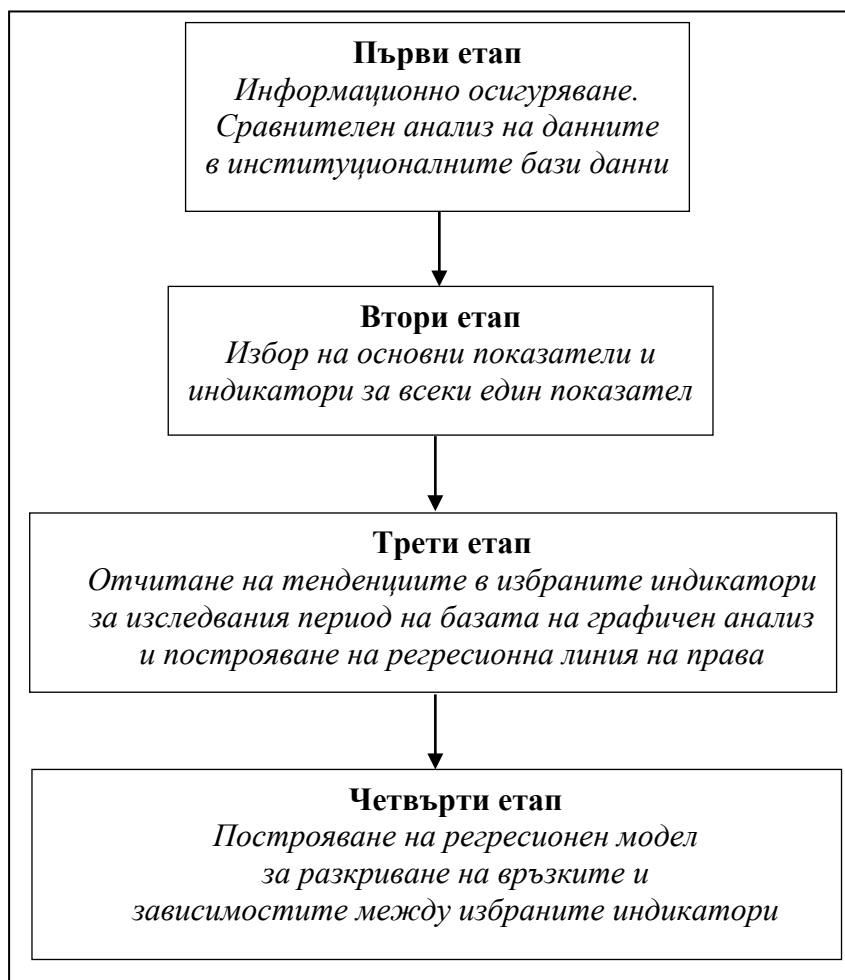 Първи етап
Информационно осигуряване.
Сравнителен анализ на данните
в институционалните бази данни
Втори етап
Избор на основни показатели и
индикатори за всеки един показател
Трети етап
Отчитане на тенденциите в избраните индикатори
за изследвания период на базата на графичен анализ
и построяване на регресионна линия на права
Четвърти етап
Построяване на регресионен модел
за разкриване на връзките и
зависимостите между избраните индикатори